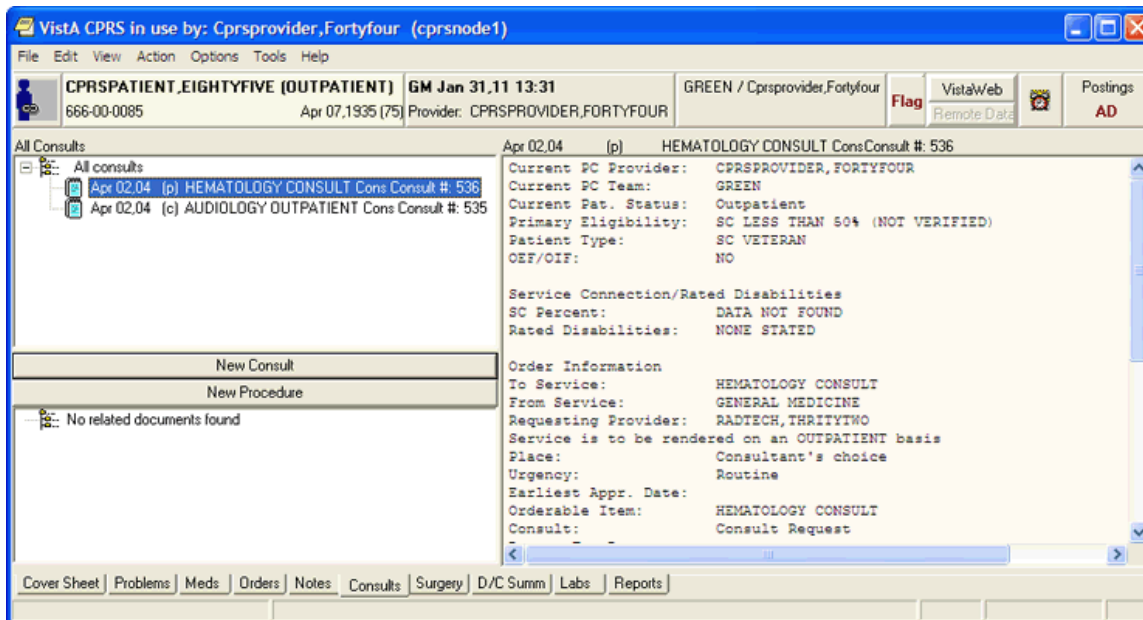 VistA CPRS in use by: Cprsprovider,Fortyfour (cprsnode1)
File Edit View Action Options Tools Help
CPRSPATIENT,EIGHTYFIVE (OUTPATIENT)
666-00-0085 Apr 07,1935 (75)
GM Jan 31,11 13:31
Provider: CPRSPROVIDER,FORTYFOUR
GREEN / Cprsprovider,Fortyfour
Flag
VistaWeb
Remote Data
Postings
AD
All Consults
All consults
Apr 02,04 (p) HEMATOLOGY CONSULT Cons Consult #: 536
Apr 02,04 (c) AUDIOLOGY OUTPATIENT Cons Consult #: 535
New Consult
New Procedure
No related documents found
Apr 02,04 (p) HEMATOLOGY CONSULT ConsConsult #: 536
Current PC Provider: CPRSPROVIDER,FORTYFOUR
Current PC Team: GREEN
Current Pat. Status: Outpatient
Primary Eligibility: SC LESS THAN 50% (NOT VERIFIED)
Patient Type: SC VETERAN
OEF/OIF: NO
Service Connection/Rated Disabilities
SC Percent: DATA NOT FOUND
Rated Disabilities: NONE STATED
Order Information
To Service: HEMATOLOGY CONSULT
From Service: GENERAL MEDICINE
Requesting Provider: RADTECH,THRITYTWO
Service is to be rendered on an OUTPATIENT basis
Place: Consultant's choice
Urgency: Routine
Earliest Appr. Date:
Orderable Item: HEMATOLOGY CONSULT
Consult: Consult Request
Cover Sheet Problems Meds Orders Notes Consults Surgery D/C Summ Labs Reports